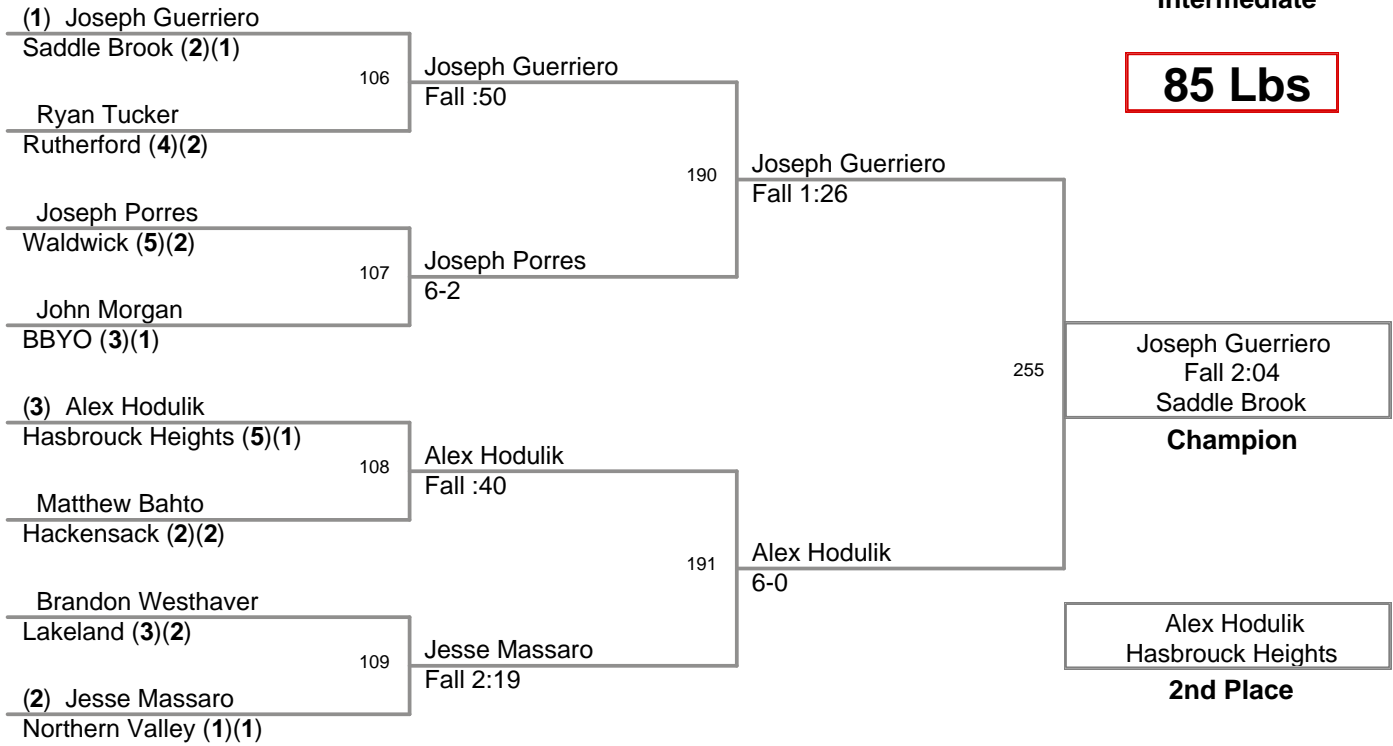 Intermediate
85 Lbs
(1) Joseph Guerriero
Saddle Brook (2)(1)
106
Ryan Tucker
Rutherford (4)(2)
Joseph Porres
Waldwick (5)(2)
107
John Morgan
BBYO (3)(1)
(3) Alex Hodulik
Hasbrouck Heights (5)(1)
108
Matthew Bahto
Hackensack (2)(2)
Brandon Westhaver
Lakeland (3)(2)
109
(2) Jesse Massaro
Northern Valley (1)(1)
Joseph Guerriero
Fall :50
190
Joseph Porres
6-2
Alex Hodulik
Fall :40
191
Jesse Massaro
Fall 2:19
Joseph Guerriero
Fall 1:26
255
Alex Hodulik
6-0
Joseph Guerriero
Fall 2:04
Saddle Brook
Champion
Alex Hodulik
Hasbrouck Heights
2nd Place